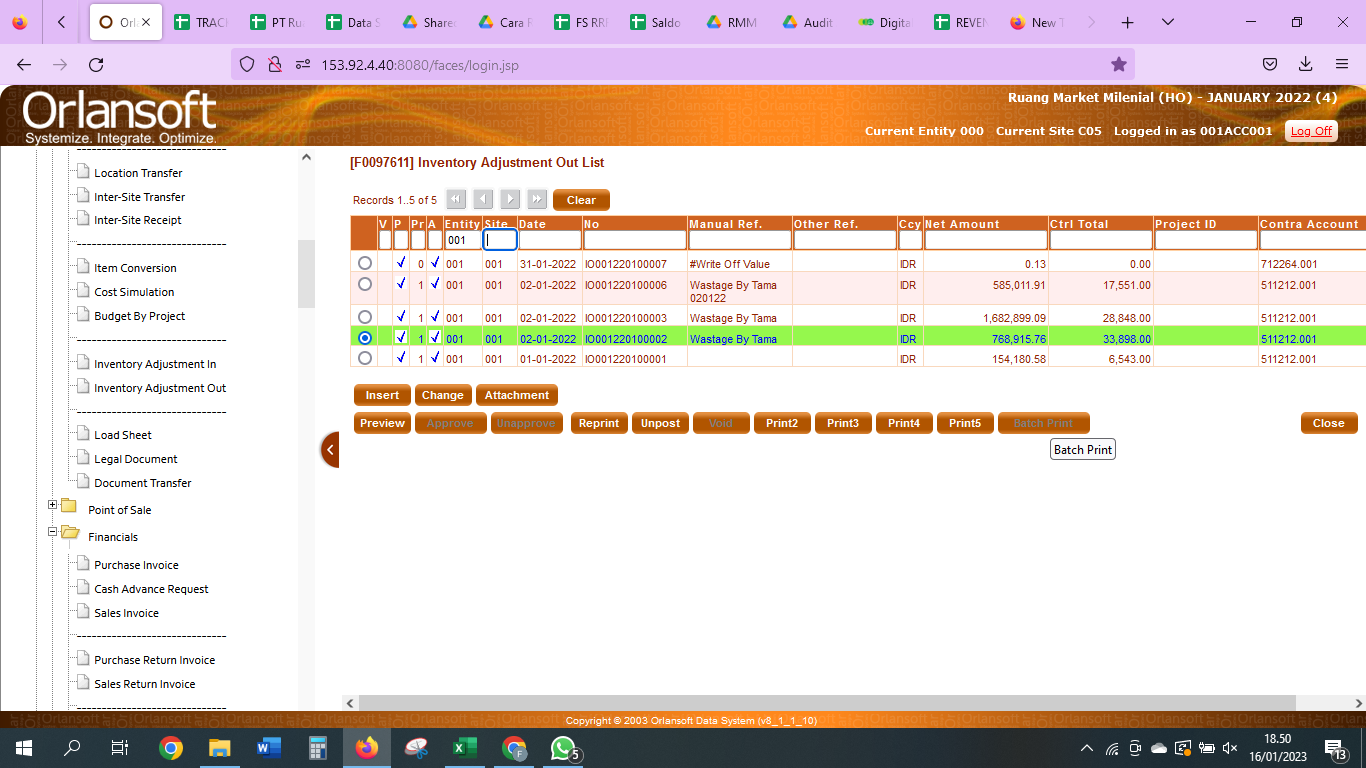 TRAC
PT Ru
Data S
Share
Cara P
FS RR
Saldo
RMM
Audit
Digita
REVEN
New T
153.92.4.40:8080/faces/login.jsp
Orlansoft
Systemize. Integrate. Optimize.
Ruang Market Milenial (HO) - JANUARY 2022 (4)
Current Entity 000 Current Site C05 Logged in as 001ACC001 Log Off
Location Transfer
Inter-Site Transfer
Inter-Site Receipt
Item Conversion
Cost Simulation
Budget By Project
Inventory Adjustment In
Inventory Adjustment Out
Load Sheet
Legal Document
Document Transfer
Point of Sale
Financials
Purchase Invoice
Cash Advance Request
Sales Invoice
Purchase Return Invoice
Sales Return Invoice
[F0097611] Inventory Adjustment Out List
Records 1..5 of 5 Clear
V P Pr A Entity Site Date No Manual Ref. Other Ref. Ccy Net Amount Ctrl Total Project ID Contra Account
001
0 001 001 31-01-2022 IO001220100007 #Write Off Value IDR 0.13 0.00 712264.001
1 001 001 02-01-2022 IO001220100006 Wastage By Tama 020122 IDR 585,011.91 17,551.00 511212.001
1 001 001 02-01-2022 IO001220100003 Wastage By Tama IDR 1,682,899.09 28,848.00 511212.001
1 001 001 02-01-2022 IO001220100002 Wastage By Tama IDR 768,915.76 33,898.00 511212.001
1 001 001 01-01-2022 IO001220100001 IDR 154,180.58 6,543.00 511212.001
Insert Change Attachment
Preview Approve Unapprove Reprint Unpost Void Print2 Print3 Print4 Print5 Batch Print Close
Batch Print
Copyright © 2003 Orlansoft Data System (v8_1_1_10)
5
18.50
16/01/2023
13